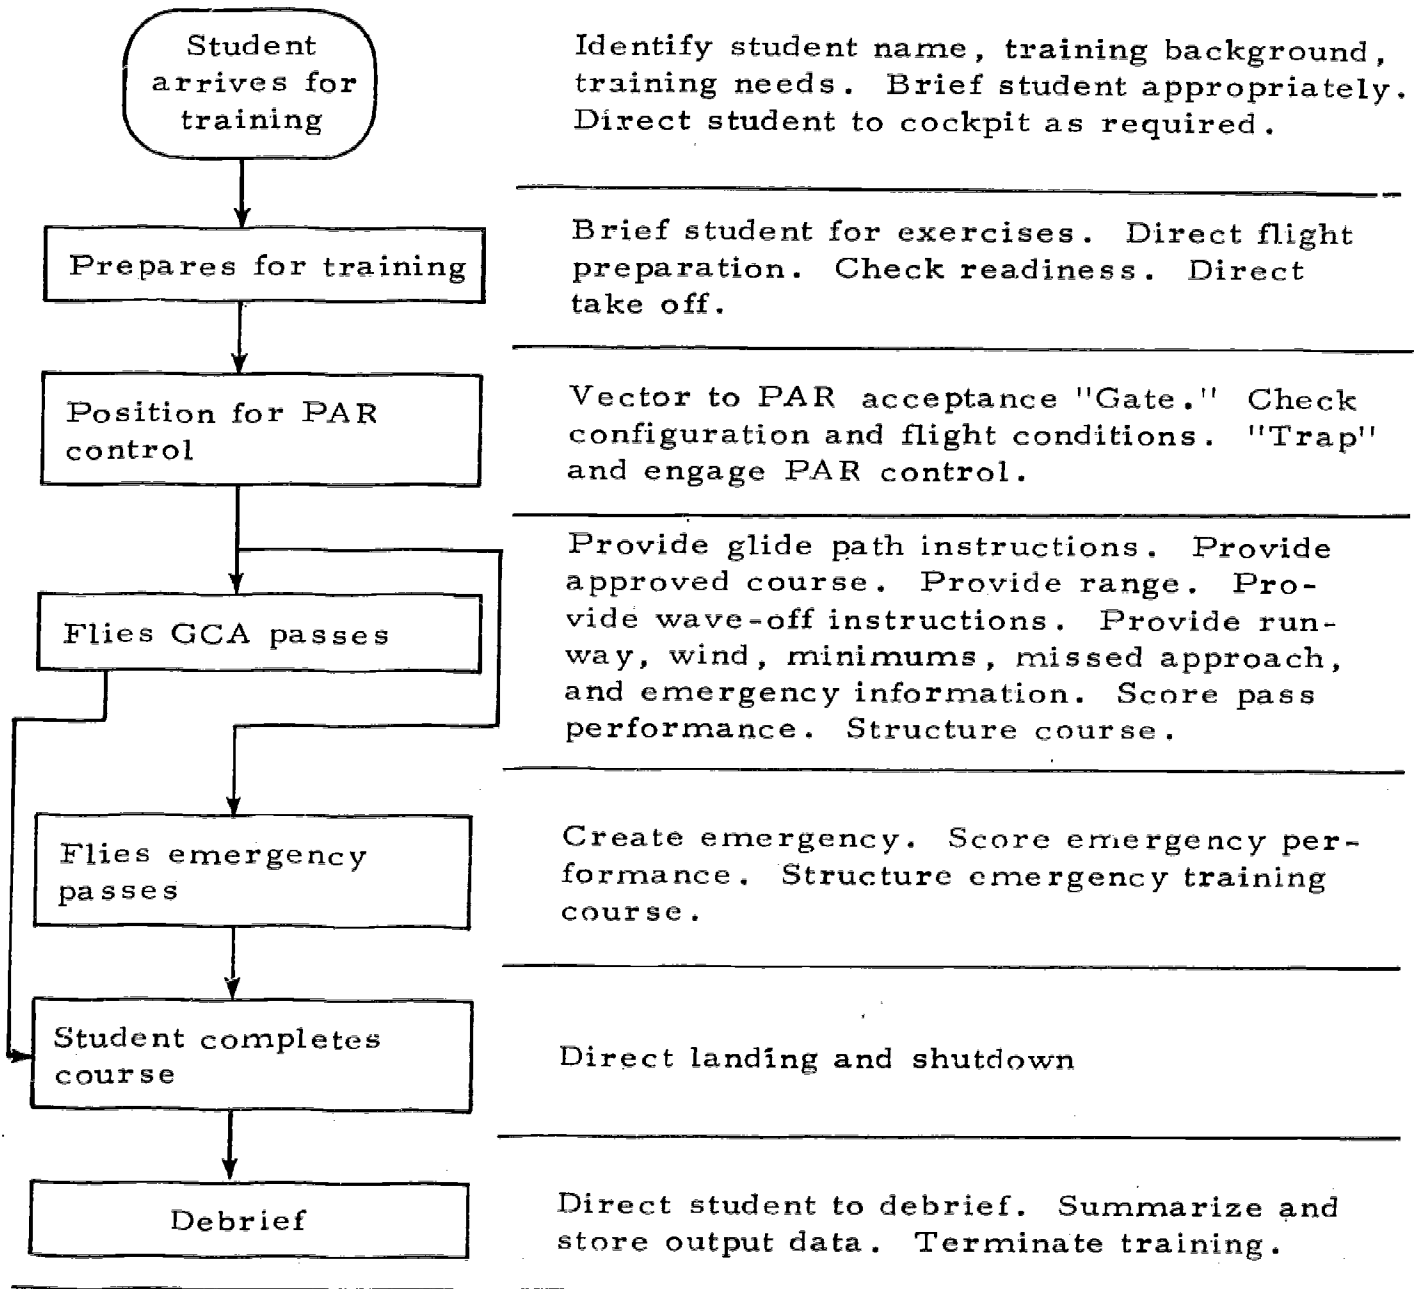 Student
arrives for
training
Identify student name, training background,
training needs. Brief student appropriately.
Direct student to cockpit as required.
Prepares for training
Brief student for exercises. Direct flight
preparation. Check readiness. Direct
take off.
Position for PAR
control
Vector to PAR acceptance "Gate." Check
configuration and flight conditions. "Trap"
and engage PAR control.
Flies GCA passes
Provide glide path instructions. Provide
approved course. Provide range. Pro-
vide wave-off instructions. Provide run-
way, wind, minimums, missed approach,
and emergency information. Score pass
performance. Structure course.
Flies emergency
passes
Create emergency. Score emergency per-
formance. Structure emergency training
course.
Student completes
course
Direct landing and shutdown
Debrief
Direct student to debrief. Summarize and
store output data. Terminate training.